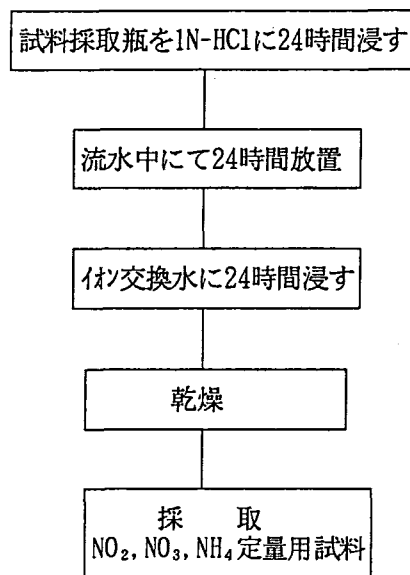 試料採取瓶を1N-HClに24時間浸す
流水中にて24時間放置
ｲｵﾝ交換水に24時間浸す
乾燥
採　取
NO₂, NO₃, NH₄定量用試料